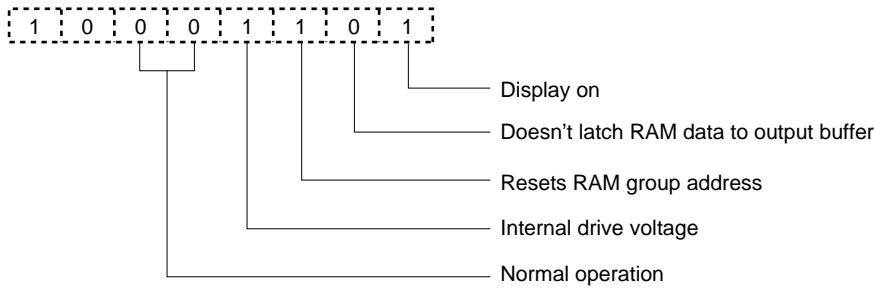 1 0 0 0 1 1 0 1
Display on
Doesn't latch RAM data to output buffer
Resets RAM group address
Internal drive voltage
Normal operation